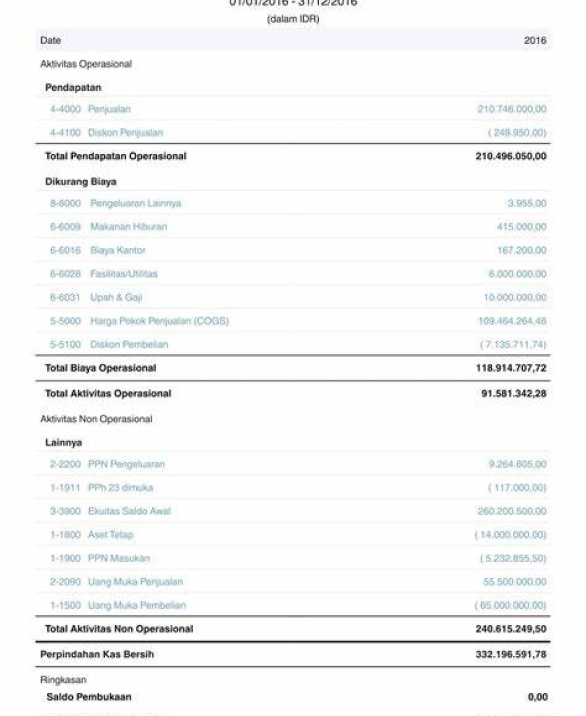 01/01/2016 - 31/12/2016
(dalam IDR)
Date 2016
Aktivitas Operasional
Pendapatan
4-4000 Penjualan 210.746.000,00
4-4100 Diskon Penjualan ( 249.950,00)
Total Pendapatan Operasional 210.496.050,00
Dikurang Biaya
8-8000 Pengeluaran Lainnya 3.955,00
6-6009 Makanan Hiburan 415.000,00
6-6016 Biaya Kantor 167.200,00
6-6028 Fasilitas/Utilitas 6.000.000,00
6-6031 Upah & Gaji 10.000.000,00
5-5000 Harga Pokok Penjualan (COGS) 109.464.264,46
5-5100 Diskon Pembelian ( 7.135.711,74)
Total Biaya Operasional 118.914.707,72
Total Aktivitas Operasional 91.581.342,28
Aktivitas Non Operasional
Lainnya
2-2200 PPN Pengeluaran 9.264.605,00
1-1911 PPh 23 dimuka ( 117.000,00)
3-3900 Ekuitas Saldo Awal 260.200.500,00
1-1800 Aset Tetap ( 14.000.000,00)
1-1900 PPN Masukan ( 5.232.855,50)
2-2090 Uang Muka Penjualan 55.500.000,00
1-1500 Uang Muka Pembelian ( 65.000.000,00)
Total Aktivitas Non Operasional 240.615.249,50
Perpindahan Kas Bersih 332.196.591,78
Ringkasan
Saldo Pembukaan 0,00